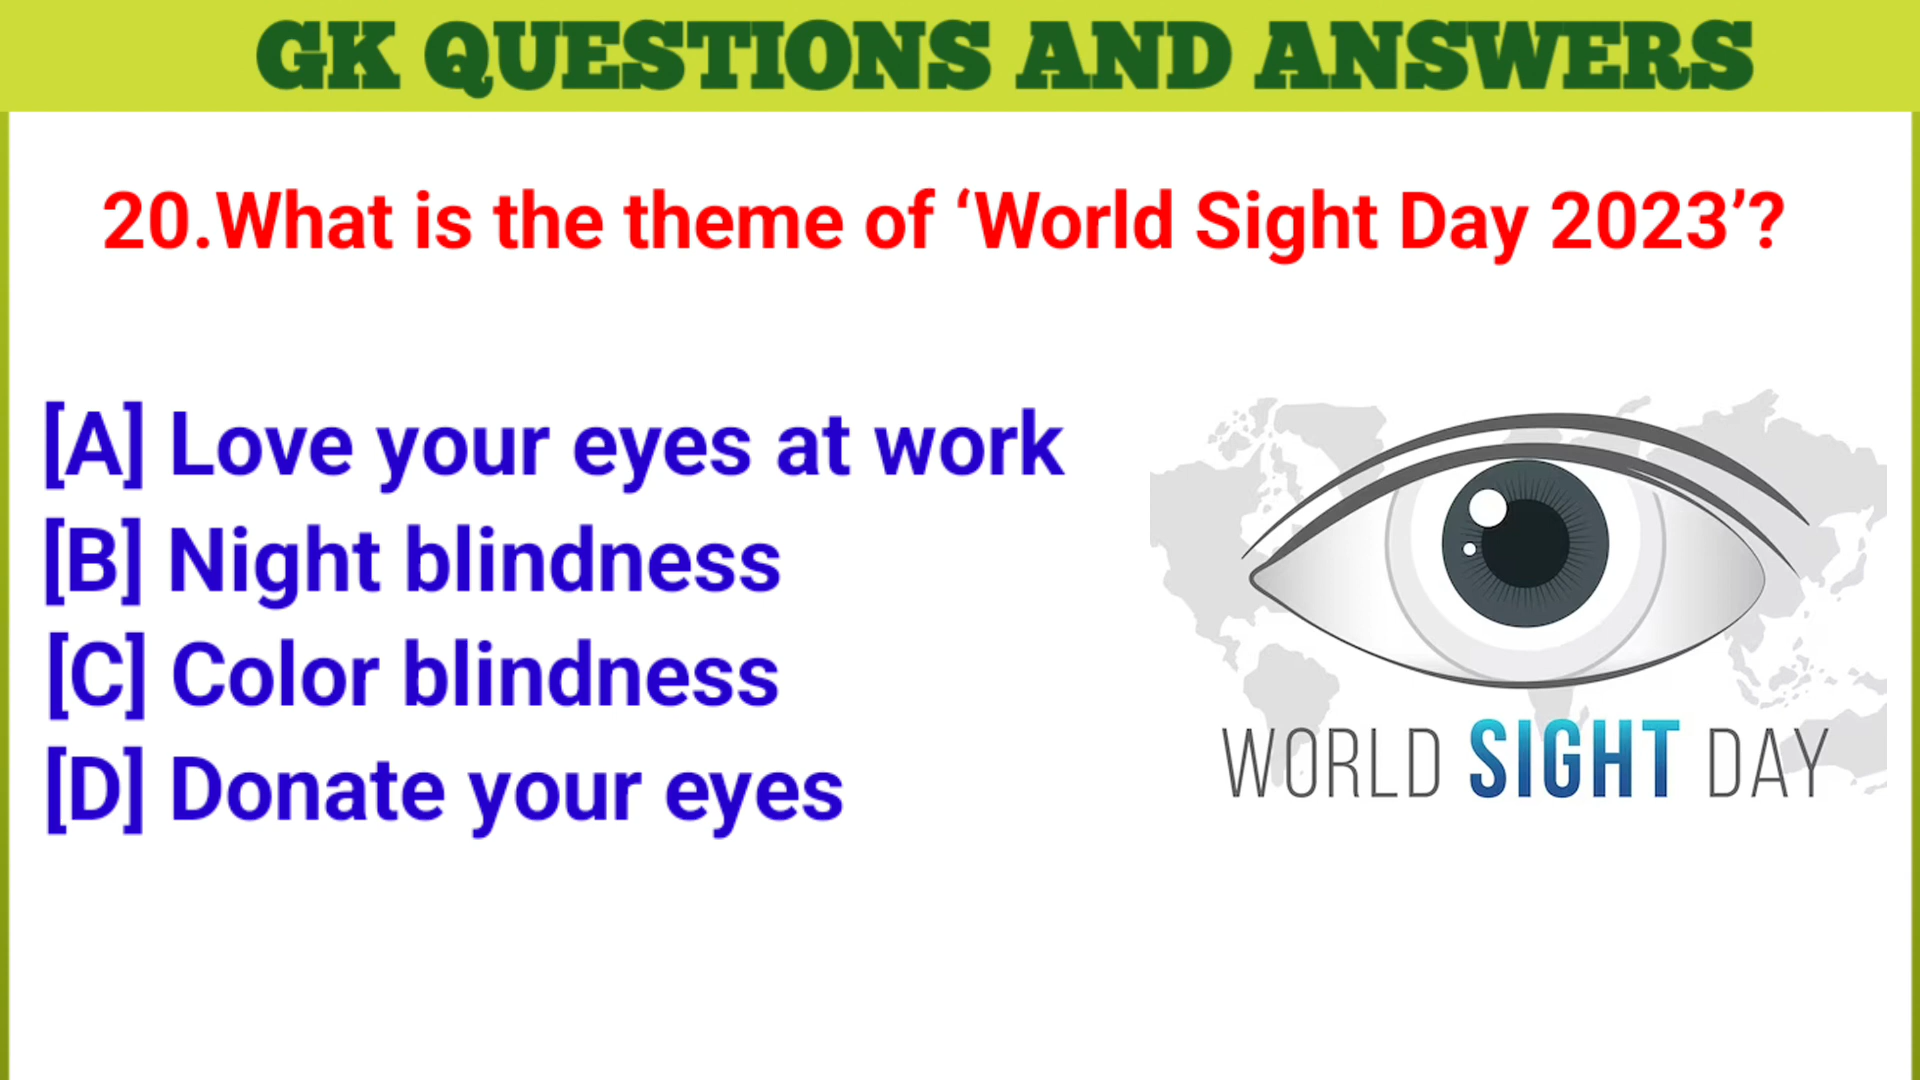 GK QUESTIONS AND ANSWERS
20.What is the theme of ‘World Sight Day 2023’?
[A] Love your eyes at work
[B] Night blindness
[C] Color blindness
[D] Donate your eyes
WORLD SIGHT DAY